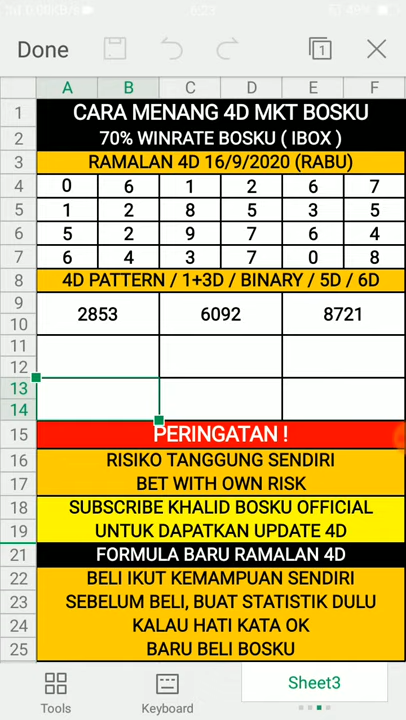 6:23
Done
1
A B C D E F
1 CARA MENANG 4D MKT BOSKU
2 70% WINRATE BOSKU ( IBOX )
3 RAMALAN 4D 16/9/2020 (RABU)
4 0 6 1 2 6 7
5 1 2 8 5 3 5
6 5 2 9 7 6 4
7 6 4 3 7 0 8
8 4D PATTERN / 1+3D / BINARY / 5D / 6D
9
2853 6092 8721
10
11
12
13
14
15 PERINGATAN !
16 RISIKO TANGGUNG SENDIRI
17 BET WITH OWN RISK
18 SUBSCRIBE KHALID BOSKU OFFICIAL
19 UNTUK DAPATKAN UPDATE 4D
21 FORMULA BARU RAMALAN 4D
22 BELI IKUT KEMAMPUAN SENDIRI
23 SEBELUM BELI, BUAT STATISTIK DULU
24 KALAU HATI KATA OK
25 BARU BELI BOSKU
Tools Keyboard Sheet3